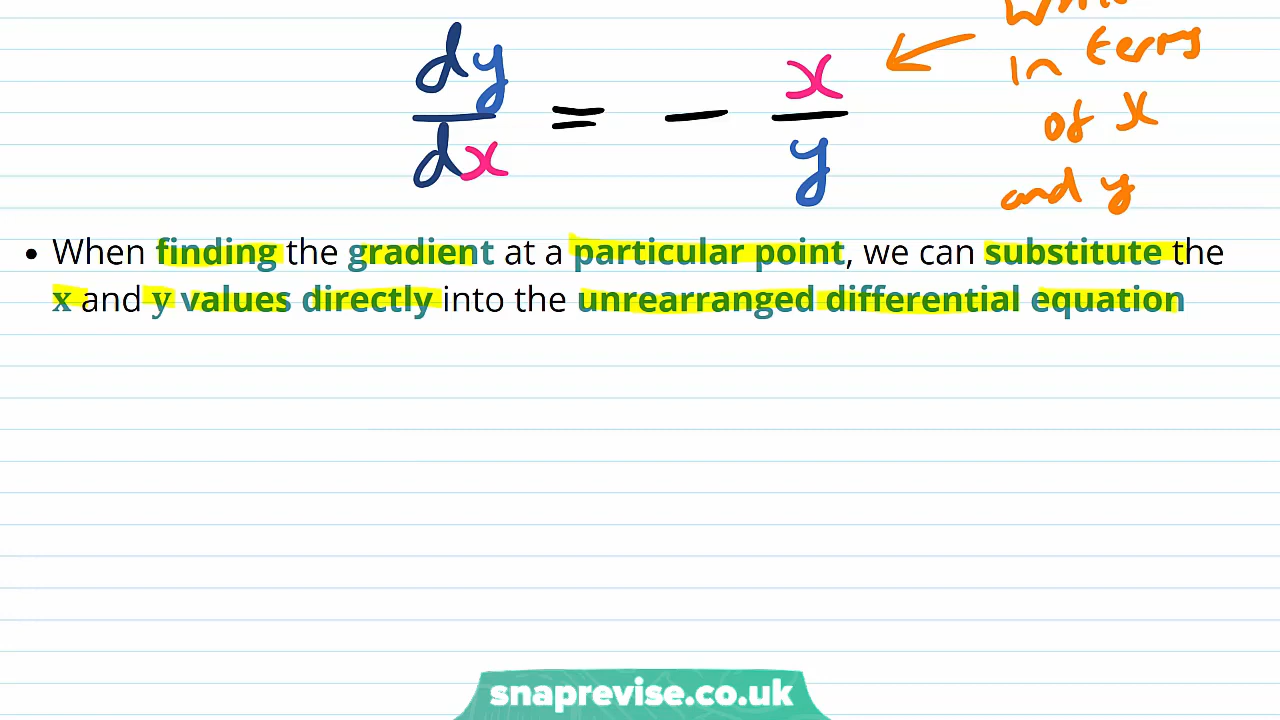 dy/dx = - x/y
in terms
of x
and y
• When finding the gradient at a particular point, we can substitute the
x and y values directly into the unrearranged differential equation
snaprevise.co.uk